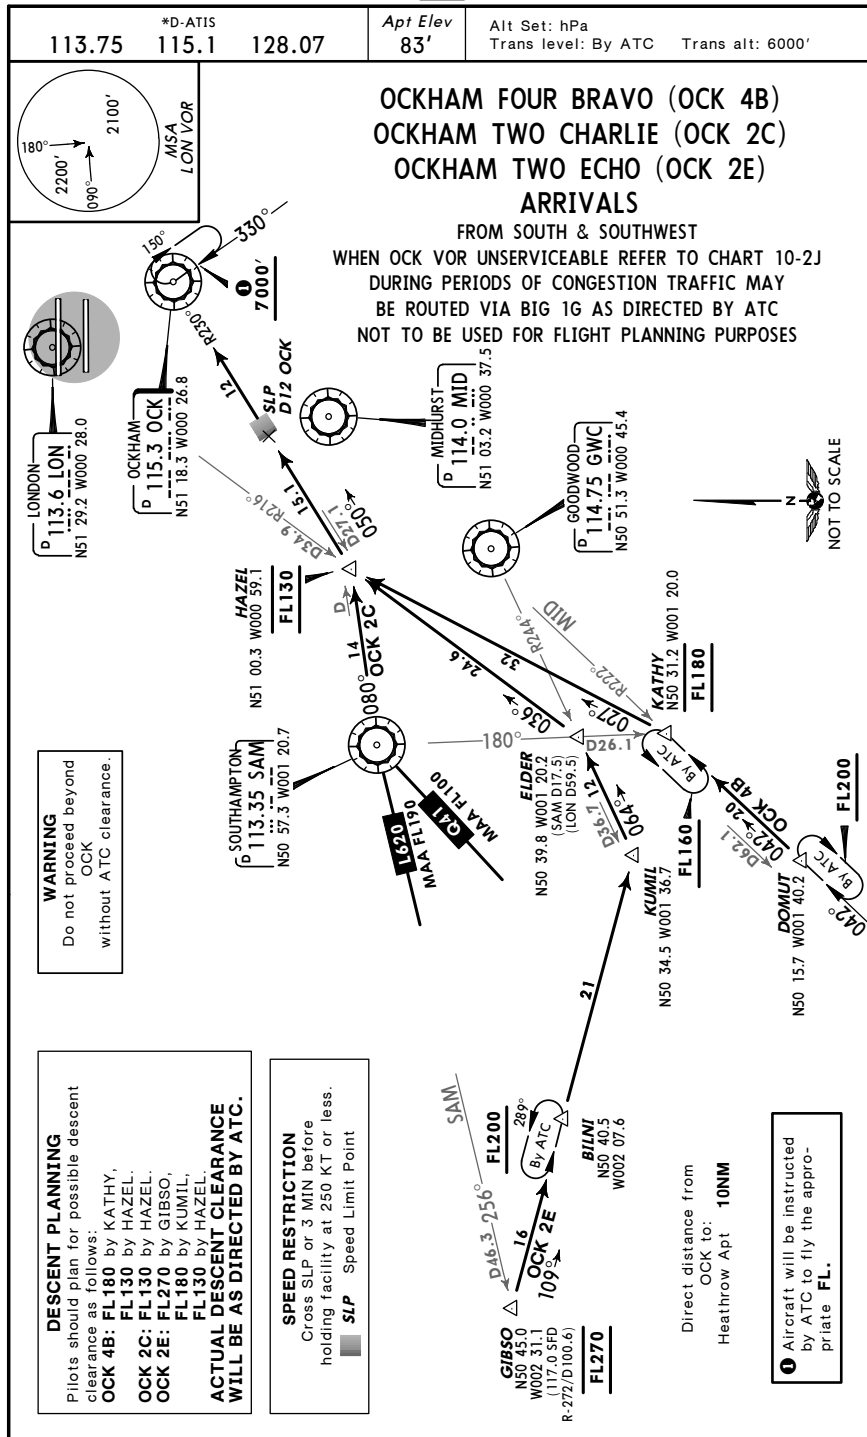 *D-ATIS
113.75 115.1 128.07
Apt Elev
83'
Alt Set: hPa
Trans level: By ATC Trans alt: 6000'
MSA
LON VOR
2100'
180°
2200'
090°
OCKHAM FOUR BRAVO (OCK 4B)
OCKHAM TWO CHARLIE (OCK 2C)
OCKHAM TWO ECHO (OCK 2E)
ARRIVALS
FROM SOUTH & SOUTHWEST
WHEN OCK VOR UNSERVICEABLE REFER TO CHART 10-2J
DURING PERIODS OF CONGESTION TRAFFIC MAY
BE ROUTED VIA BIG 1G AS DIRECTED BY ATC
NOT TO BE USED FOR FLIGHT PLANNING PURPOSES
150°
330°
1
7000'
R230°
12
SLP
D12 OCK
LONDON
D 113.6 LON
N51 29.2 W000 28.0
OCKHAM
D 115.3 OCK
N51 18.3 W000 26.8
MIDHURST
D 114.0 MID
N51 03.2 W000 37.5
GOODWOOD
D 114.75 GWC
N50 51.3 W000 45.4
N
NOT TO SCALE
15.1
D34.9 R216°
D27.1
050°
HAZEL
N51 00.3 W000 59.1
FL130
D
14
OCK 2C
080°
SOUTHAMPTON
D 113.35 SAM
N50 57.3 W001 20.7
L620
MAA FL190
Q41
MAA FL100
24.6
32
R244°
MID
R222°
036°
027°
180°
D26.1
KATHY
N50 31.2 W001 20.0
FL180
ELDER
N50 39.8 W001 20.2
(SAM D17.5)
(LON D59.5)
D36.7
12
064°
By ATC
FL160
KUMIL
N50 34.5 W001 36.7
OCK 4B
20
042°
D62.1
FL200
By ATC
042°
DOMUT
N50 15.7 W001 40.2
21
WARNING
Do not proceed beyond
OCK
without ATC clearance.
DESCENT PLANNING
Pilots should plan for possible descent
clearance as follows:
OCK 4B: FL180 by KATHY,
FL130 by HAZEL.
OCK 2C: FL130 by HAZEL.
OCK 2E: FL270 by GIBSO,
FL180 by KUMIL,
FL130 by HAZEL.
ACTUAL DESCENT CLEARANCE
WILL BE AS DIRECTED BY ATC.
SPEED RESTRICTION
Cross SLP or 3 MIN before
holding facility at 250 KT or less.
SLP Speed Limit Point
SAM
256°
D46.3
FL200
289°
By ATC
BILNI
N50 40.5
W002 07.6
16
OCK 2E
109°
GIBSO
N50 45.0
W002 31.1
(117.0 SFD
R-272/D100.6)
FL270
Direct distance from
OCK to:
Heathrow Apt 10NM
1 Aircraft will be instructed
by ATC to fly the appro-
priate FL.